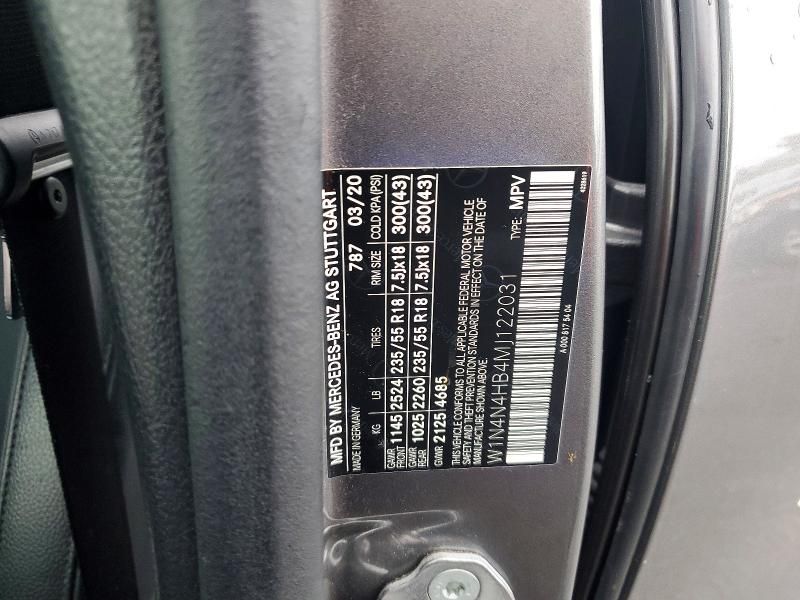 MFD BY MERCEDES-BENZ AG STUTTGART
MADE IN GERMANY 787 03/20
KG LB TIRES RIM SIZE COLD KPA(PSI)
GAWR FRONT 1145 2524 235/55 R18 7.5Jx18 300(43)
GAWR REAR 1025 2260 235/55 R18 7.5Jx18 300(43)
GVWR 2125 4685
THIS VEHICLE CONFORMS TO ALL APPLICABLE FEDERAL MOTOR VEHICLE
SAFETY AND THEFT PREVENTION STANDARDS IN EFFECT ON THE DATE OF
MANUFACTURE SHOWN ABOVE.
W1N4N4HB4MJ122031 TYPE: MPV
A 000 817 54 04
4228619